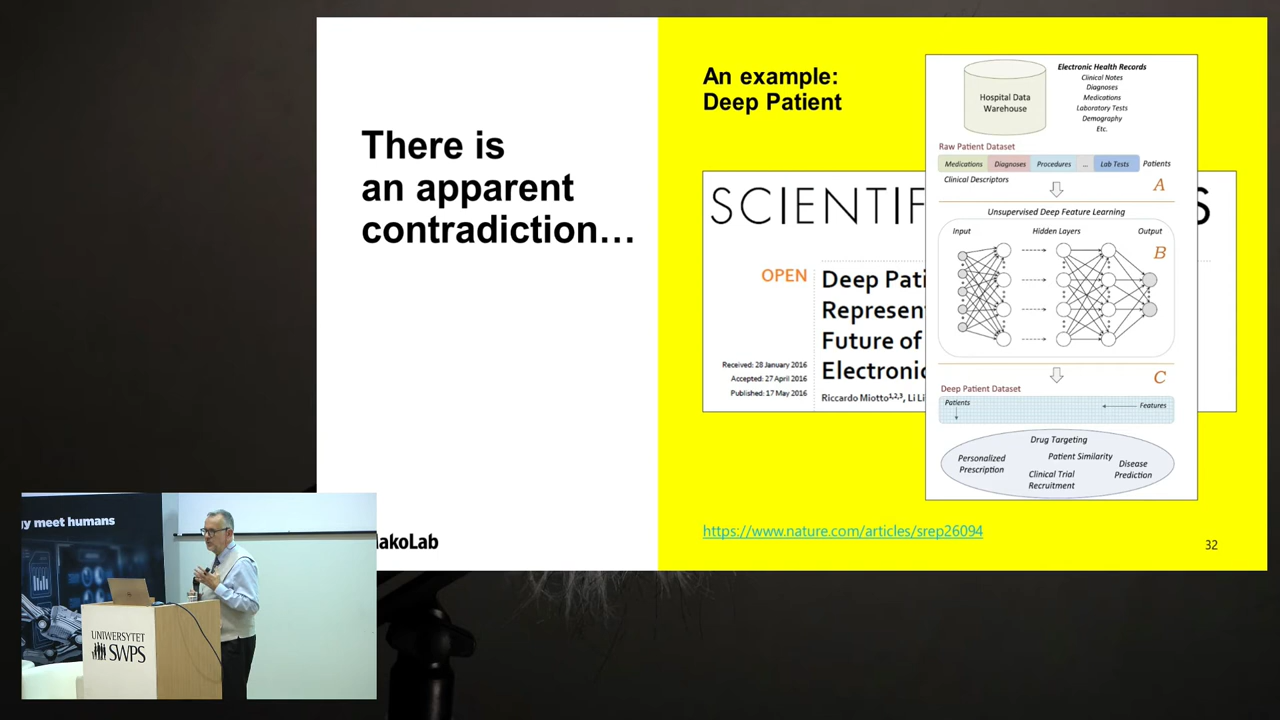 There is
an apparent
contradiction…
An example:
Deep Patient
SCIENTIF
S
OPEN
Deep Pati
Represen
Future of
Electronic
Received: 28 January 2016
Accepted: 27 April 2016
Published: 17 May 2016
Riccardo Miotto1,2,3, Li Li
Hospital Data
Warehouse
Electronic Health Records
Clinical Notes
Diagnoses
Medications
Laboratory Tests
Demography
Etc.
Raw Patient Dataset
Medications Diagnoses Procedures ... Lab Tests Patients
Clinical Descriptors
A
Unsupervised Deep Feature Learning
Input Hidden Layers Output
B
C
Deep Patient Dataset
Patients
Features
Drug Targeting
Personalized
Prescription
Patient Similarity
Clinical Trial
Recruitment
Disease
Prediction
https://www.nature.com/articles/srep26094
32
akoLab
gy meet humans
UNIWERSYTET
SWPS